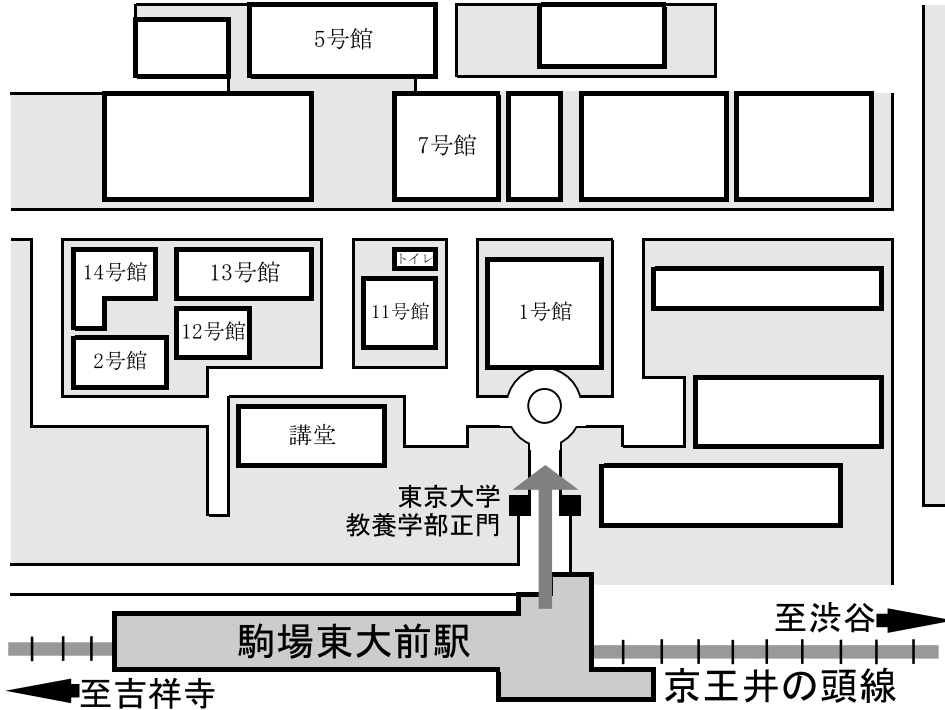 5号館
7号館
14号館
13号館
トイレ
11号館
1号館
12号館
2号館
講堂
東京大学
教養学部正門
至渋谷
駒場東大前駅
京王井の頭線
至吉祥寺